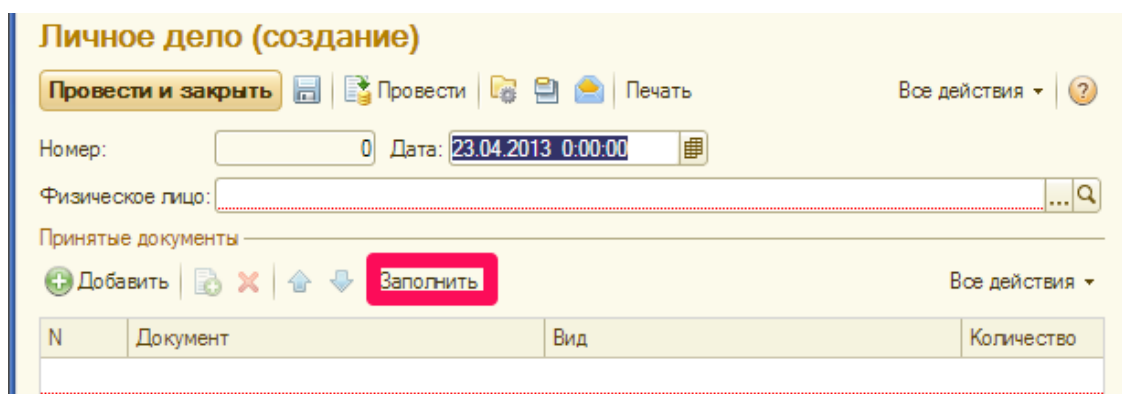 Личное дело (создание)
Провести и закрыть Провести Печать Все действия ?
Номер: 0 Дата: 23.04.2013 0:00:00
Физическое лицо: ...
Принятые документы
Добавить Заполнить Все действия
N Документ Вид Количество